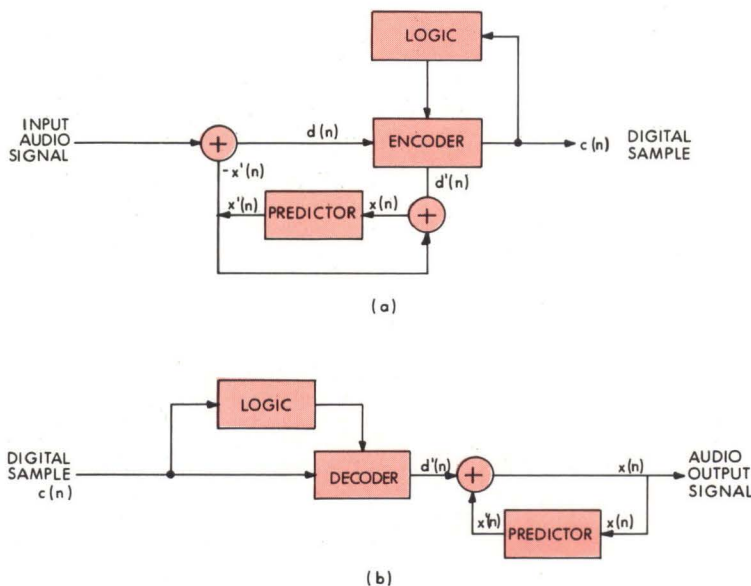 LOGIC
INPUT
AUDIO
SIGNAL
d(n)
ENCODER
c(n)
DIGITAL
SAMPLE
-x'(n)
d'(n)
x'(n)
PREDICTOR
x(n)
(a)
LOGIC
DIGITAL
SAMPLE
c(n)
DECODER
d'(n)
x(n)
AUDIO
OUTPUT
SIGNAL
x'(n)
PREDICTOR
x(n)
(b)